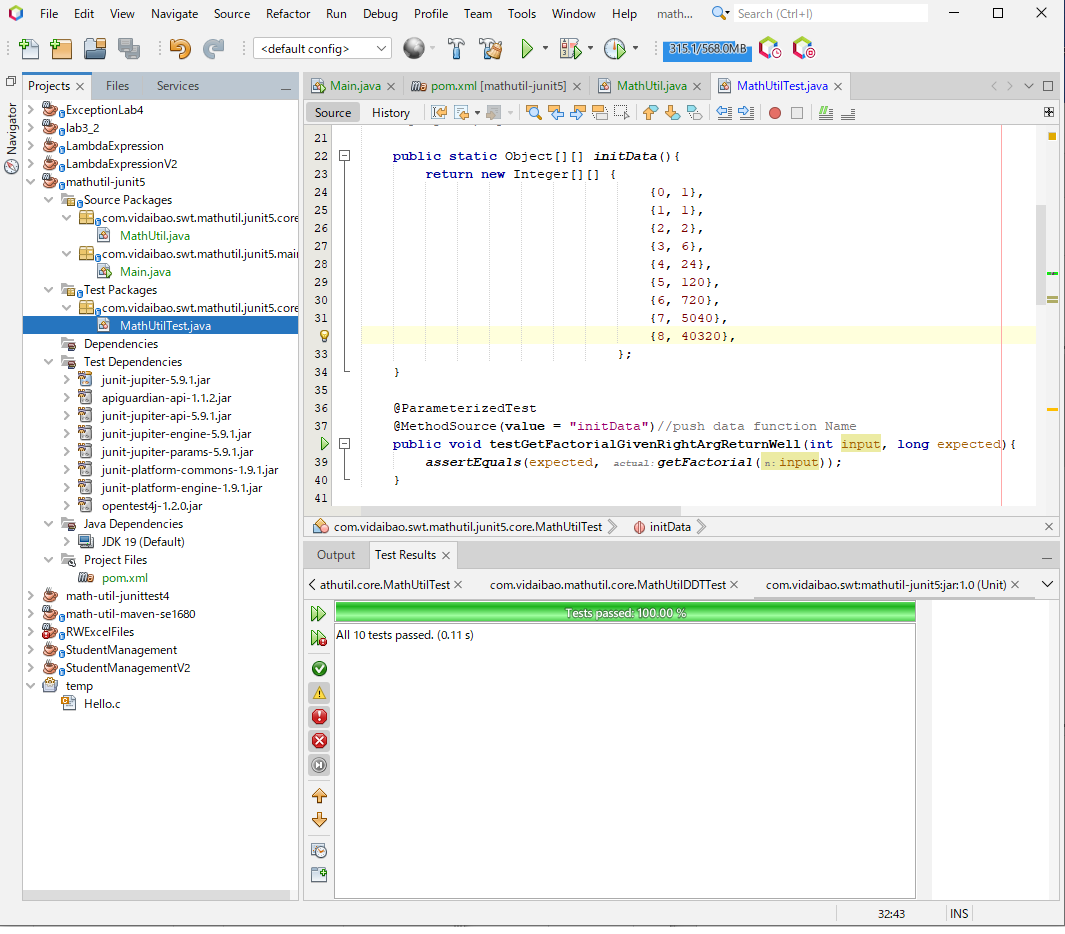 File Edit View Navigate Source Refactor Run Debug Profile Team Tools Window Help math... Search (Ctrl+I)
<default config> 315.1/568.0MB
Navigator
Projects Files Services
ExceptionLab4
lab3_2
LambdaExpression
LambdaExpressionV2
mathutil-junit5
Source Packages
com.vidaibao.swt.mathutil.junit5.core
MathUtil.java
com.vidaibao.swt.mathutil.junit5.mai
Main.java
Test Packages
com.vidaibao.swt.mathutil.junit5.core
MathUtilTest.java
Dependencies
Test Dependencies
junit-jupiter-5.9.1.jar
apiguardian-api-1.1.2.jar
junit-jupiter-api-5.9.1.jar
junit-jupiter-engine-5.9.1.jar
junit-jupiter-params-5.9.1.jar
junit-platform-commons-1.9.1.jar
junit-platform-engine-1.9.1.jar
opentest4j-1.2.0.jar
Java Dependencies
JDK 19 (Default)
Project Files
pom.xml
math-util-junittest4
math-util-maven-se1680
RWExcelFiles
StudentManagement
StudentManagementV2
temp
Hello.c
Main.java pom.xml [mathutil-junit5] MathUtil.java MathUtilTest.java
Source History
21
22 public static Object[][] initData(){
23 return new Integer[][] {
24 {0, 1},
25 {1, 1},
26 {2, 2},
27 {3, 6},
28 {4, 24},
29 {5, 120},
30 {6, 720},
31 {7, 5040},
{8, 40320},
33 };
34 }
35
36 @ParameterizedTest
37 @MethodSource(value = "initData")//push data function Name
public void testGetFactorialGivenRightArgReturnWell(int input, long expected){
39 assertEquals(expected, actual:getFactorial(n:input));
40 }
41
com.vidaibao.swt.mathutil.junit5.core.MathUtilTest initData
Output Test Results
athutil.core.MathUtilTest com.vidaibao.mathutil.core.MathUtilDDTTest com.vidaibao.swt:mathutil-junit5:jar:1.0 (Unit)
Tests passed: 100.00 %
All 10 tests passed. (0.11 s)
32:43 INS